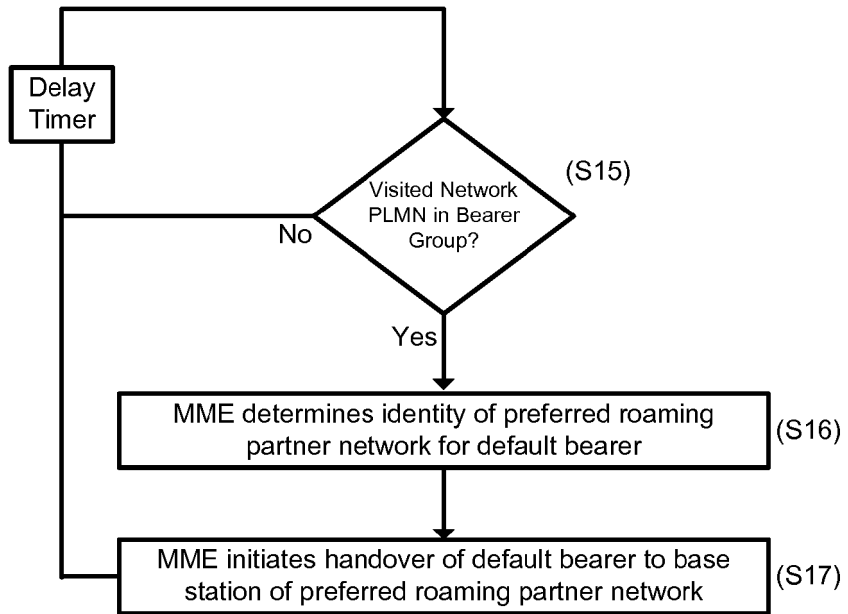 Delay
Timer
Visited Network
PLMN in Bearer
Group?
(S15)
No
Yes
MME determines identity of preferred roaming
partner network for default bearer
(S16)
MME initiates handover of default bearer to base
station of preferred roaming partner network
(S17)